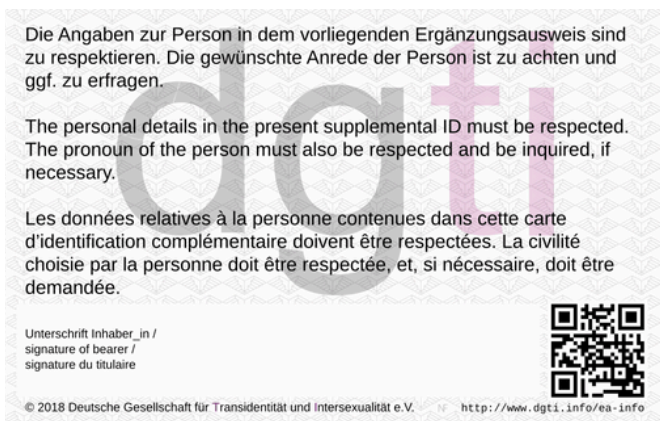 Die Angaben zur Person in dem vorliegenden Ergänzungsausweis sind
zu respektieren. Die gewünschte Anrede der Person ist zu achten und
ggf. zu erfragen.
The personal details in the present supplemental ID must be respected.
The pronoun of the person must also be respected and be inquired, if
necessary.
Les données relatives à la personne contenues dans cette carte
d'identification complémentaire doivent être respectées. La civilité
choisie par la personne doit être respectée, et, si nécessaire, doit être
demandée.
dgti
Unterschrift Inhaber_in /
signature of bearer /
signature du titulaire
© 2018 Deutsche Gesellschaft für Transidentität und Intersexualität e.V. NF http://www.dgti.info/ea-info